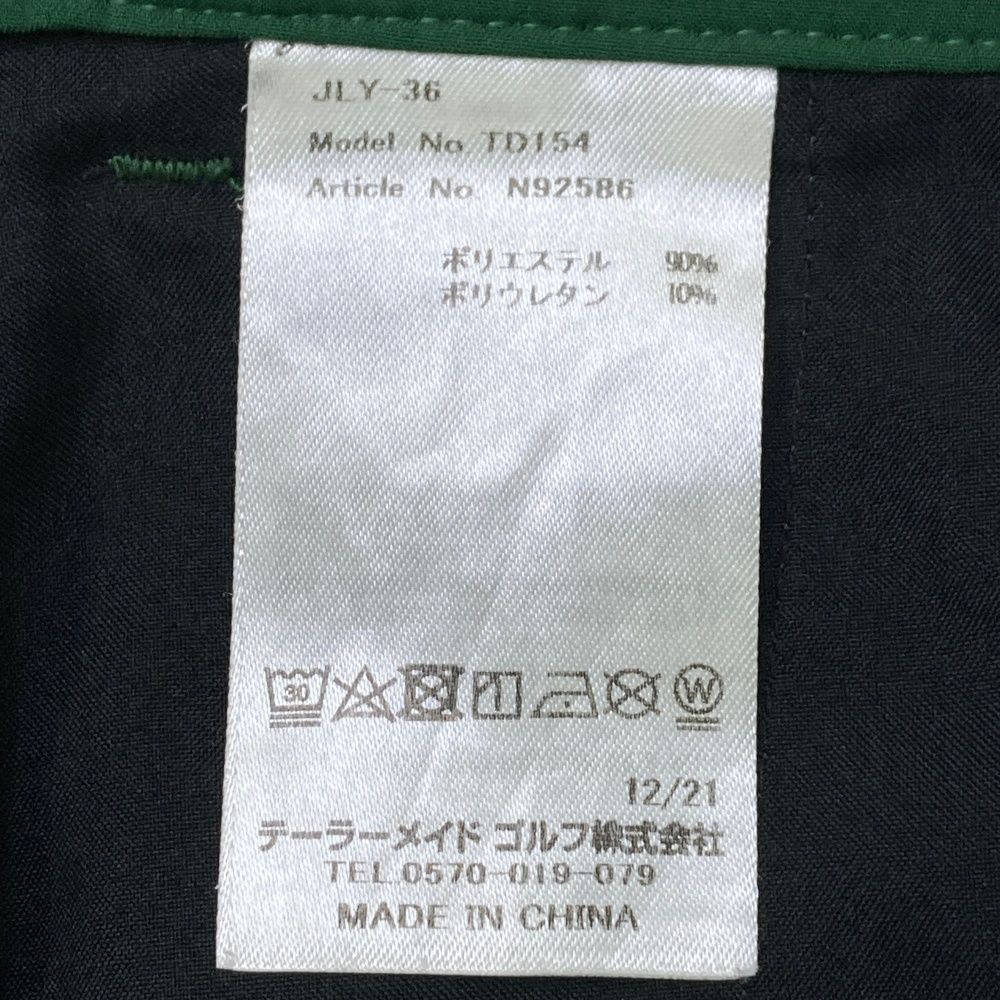 JLY-36
Model No. TD154
Article No. N92586
ポリエステル 90%
ポリウレタン 10%
30 W
12/21
テーラーメイド ゴルフ株式会社
TEL.0570-019-079
MADE IN CHINA